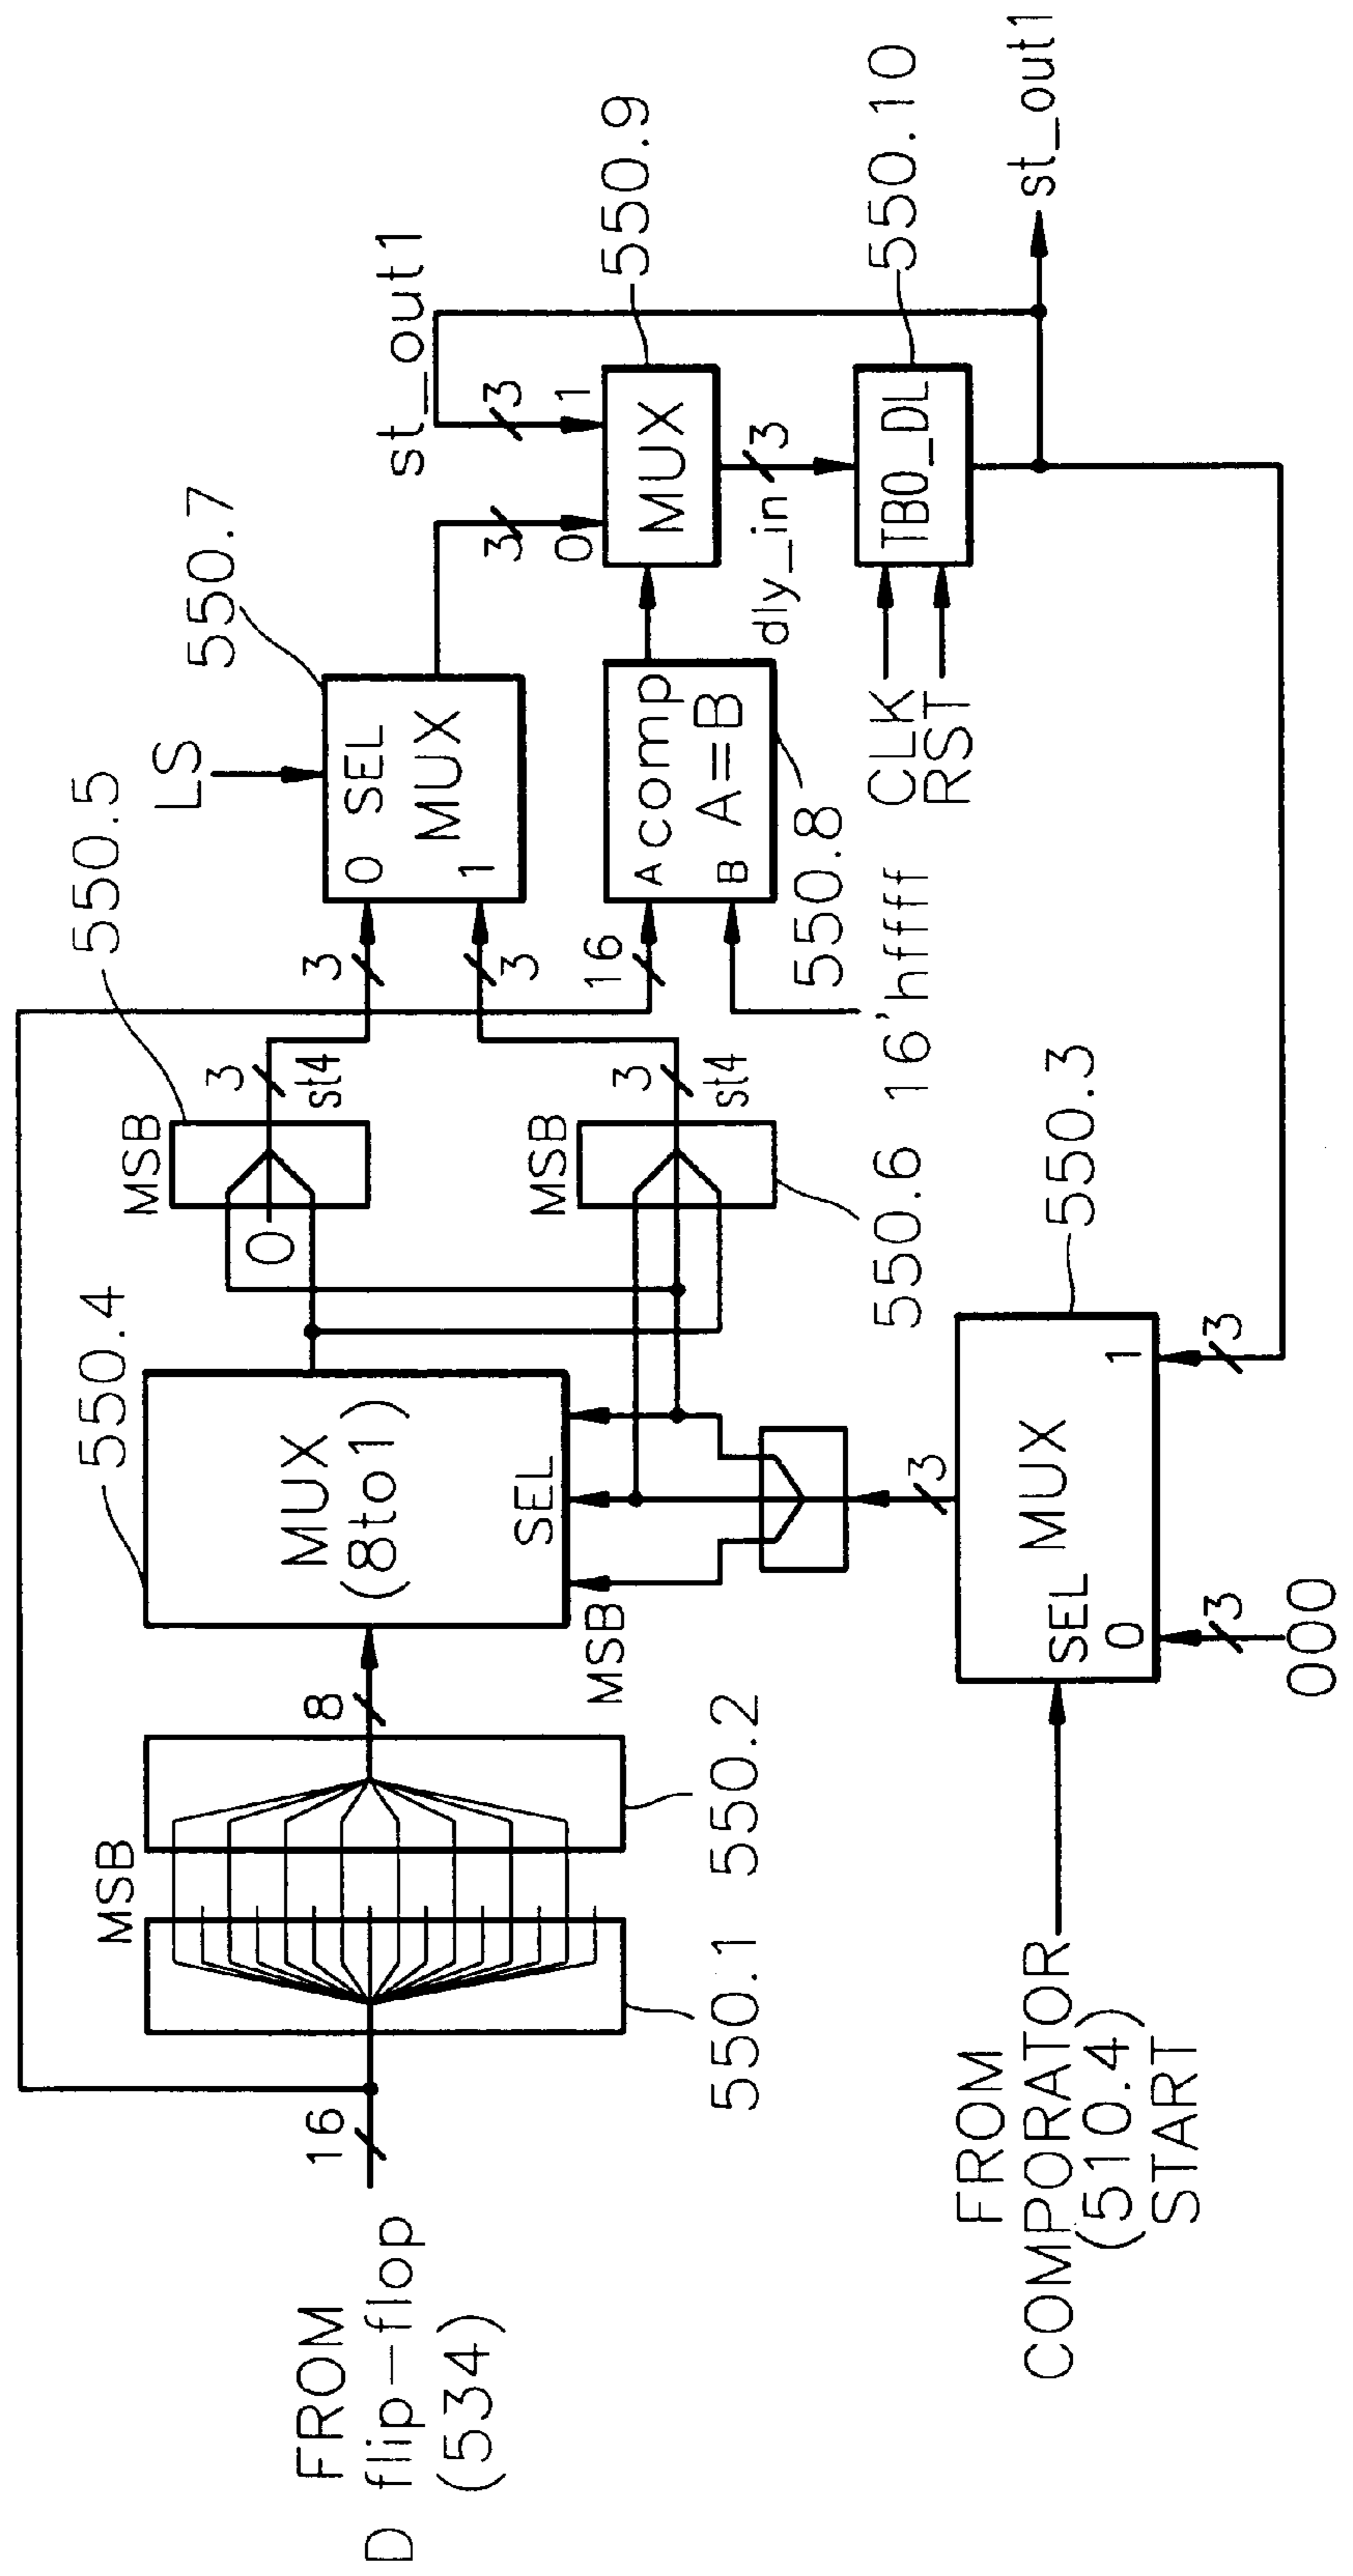 FROM
D flip-flop
(534)
16
MSB
550.1
550.2
8
550.4
MUX
(8to1)
SEL
MSB
0
MSB
550.5
3
st4
MSB
550.6
3
st4
3
3
LS
550.7
0 SEL
MUX
1
16
A comp
B A=B
550.8
16'hffff
st_out1
3
3
0
1
MUX
550.9
dly_in
3
TB0_DL
550.10
CLK
RST
st_out1
FROM
COMPORATOR
(510.4)
START
SEL
0
MUX
1
550.3
3
3
3
000